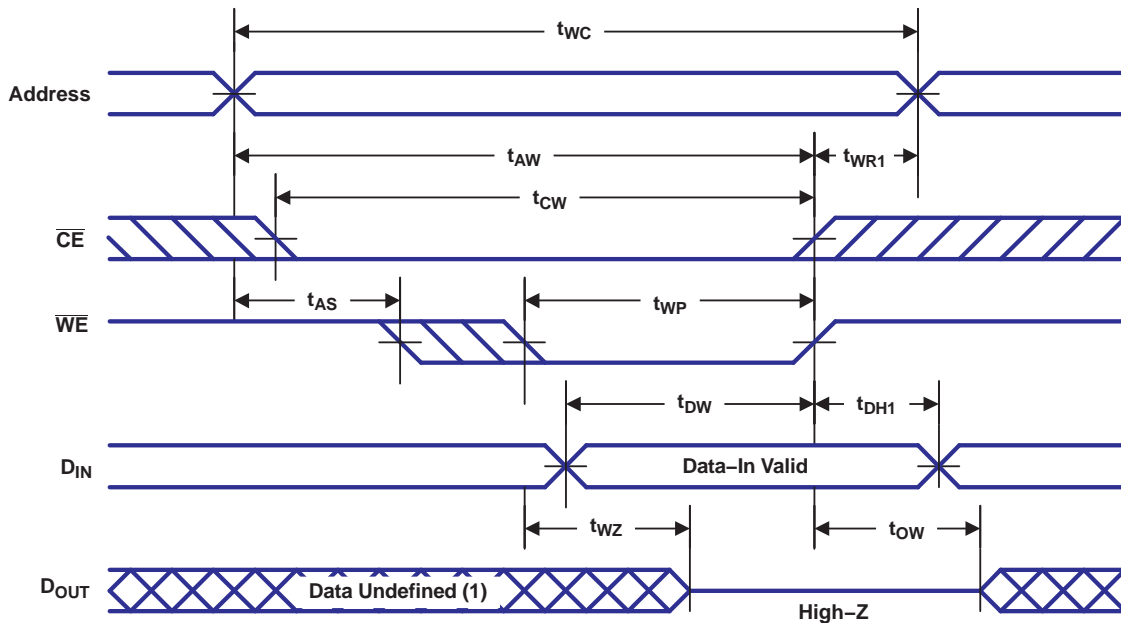 tWC
Address
tAW
tWR1
tCW
CE
tAS
tWP
WE
tDW
tDH1
DIN
Data–In Valid
tWZ
tOW
DOUT
Data Undefined (1)
High–Z